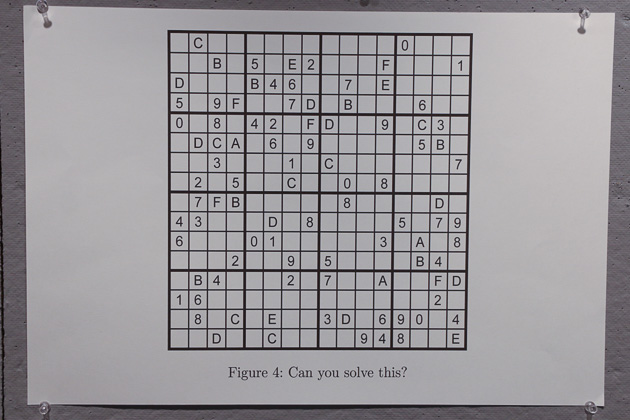 C 0
B 5 E 2 F 1
D B 4 6 7 E
5 9 F 7 D B 6
0 8 4 2 F D 9 C 3
D C A 6 9 5 B
3 1 C 7
2 5 C 0 8
7 F B 8 D
4 3 D 8 5 7 9
6 0 1 3 A 8
2 9 5 B 4
B 4 2 7 A F D
1 6 2
8 C E 3 D 6 9 0 4
D C 9 4 8 E
Figure 4: Can you solve this?